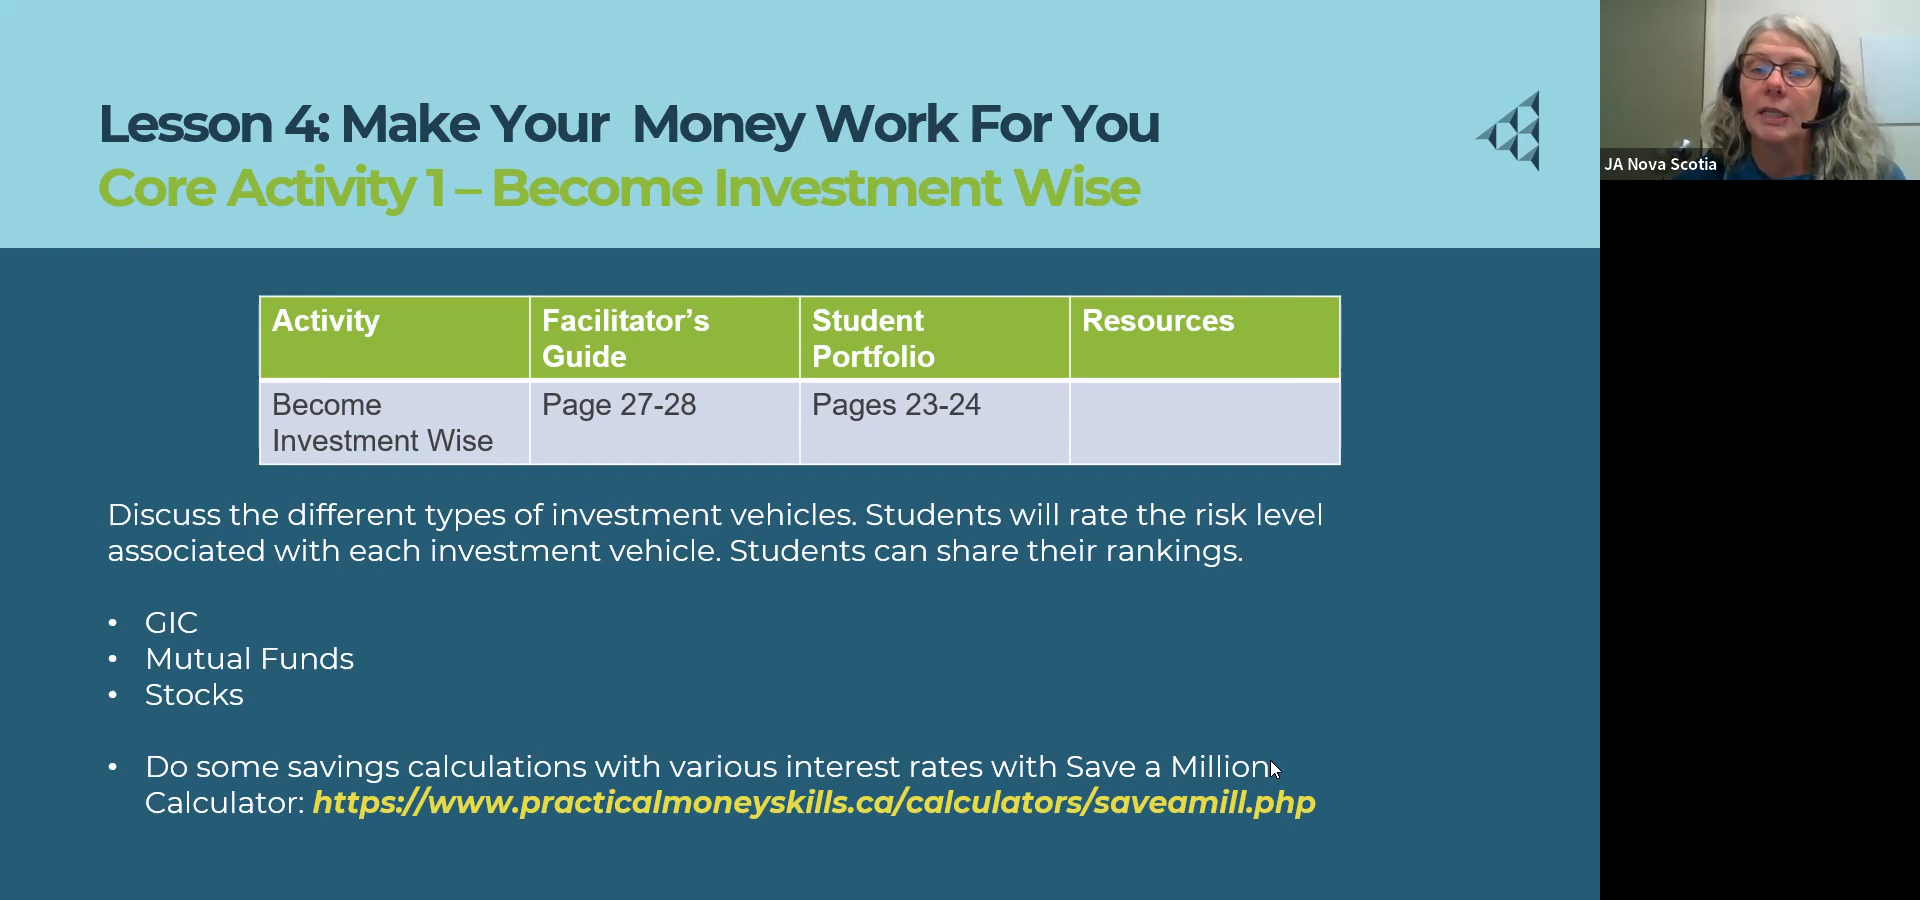 Lesson 4: Make Your Money Work For You
Core Activity 1 – Become Investment Wise
JA Nova Scotia
Activity
Facilitator’s
Guide
Student
Portfolio
Resources
Become
Investment Wise
Page 27-28
Pages 23-24
Discuss the different types of investment vehicles. Students will rate the risk level
associated with each investment vehicle. Students can share their rankings.
• GIC
• Mutual Funds
• Stocks
• Do some savings calculations with various interest rates with Save a Million
Calculator: https://www.practicalmoneyskills.ca/calculators/saveamill.php